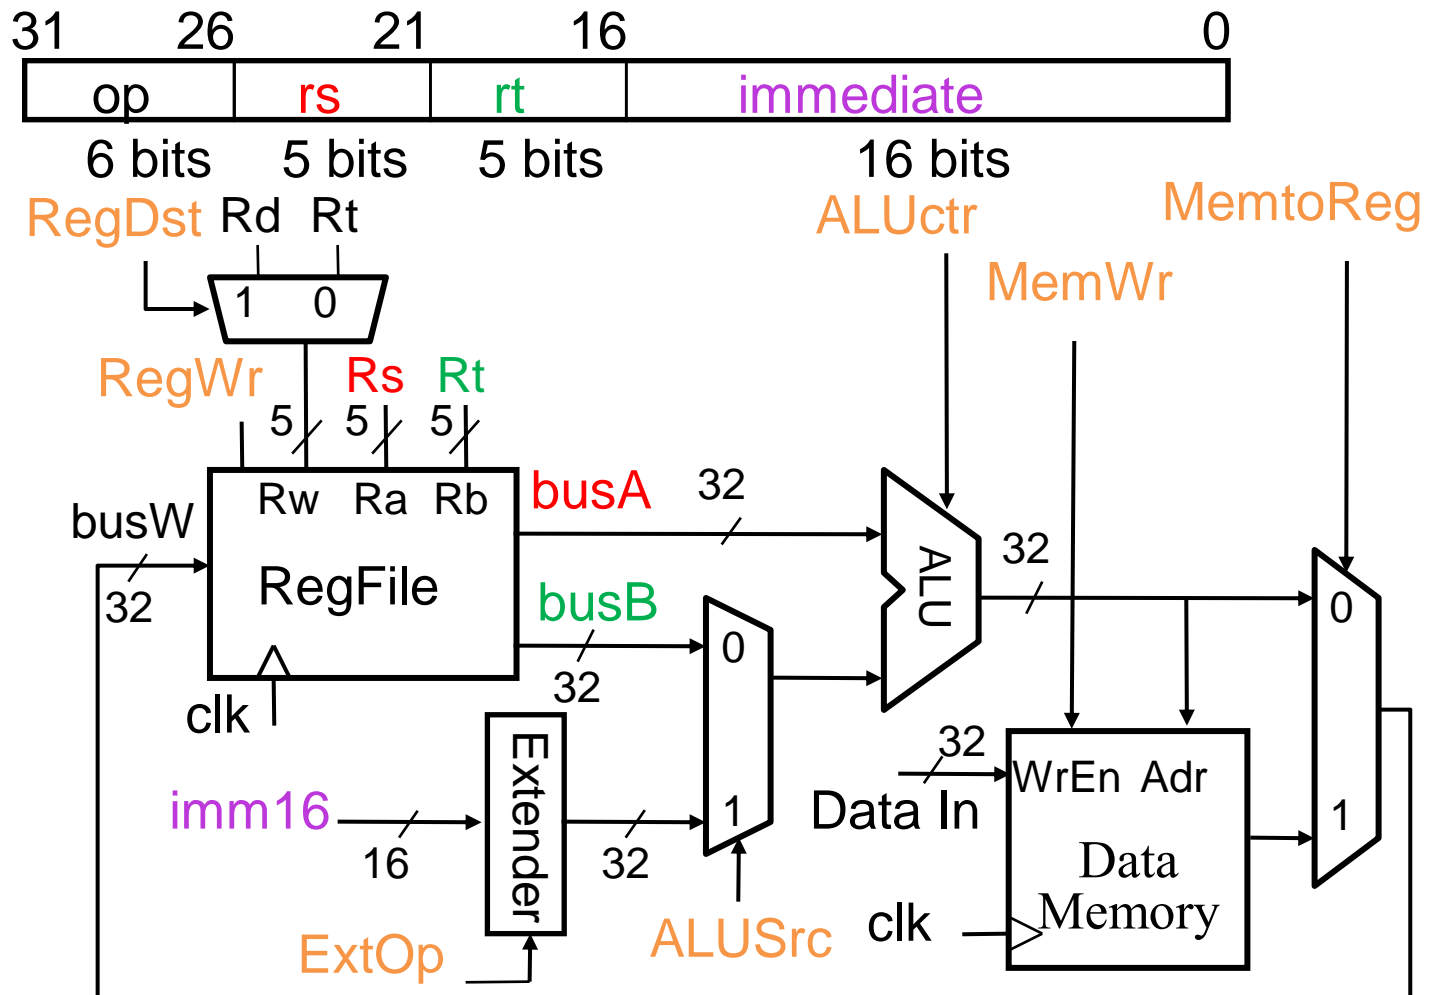 31 26 21 16 0
op rs rt immediate
6 bits 5 bits 5 bits 16 bits
RegDst Rd Rt ALUctr MemtoReg
MemWr
1 0
RegWr Rs Rt
5 5 5
Rw Ra Rb busA 32
busW
32
RegFile
busB
32
clk
ALU
32
0
1
0
1
Extender
imm16
16
32
ExtOp
ALUSrc
32
WrEn Adr
Data In
Data
Memory
clk